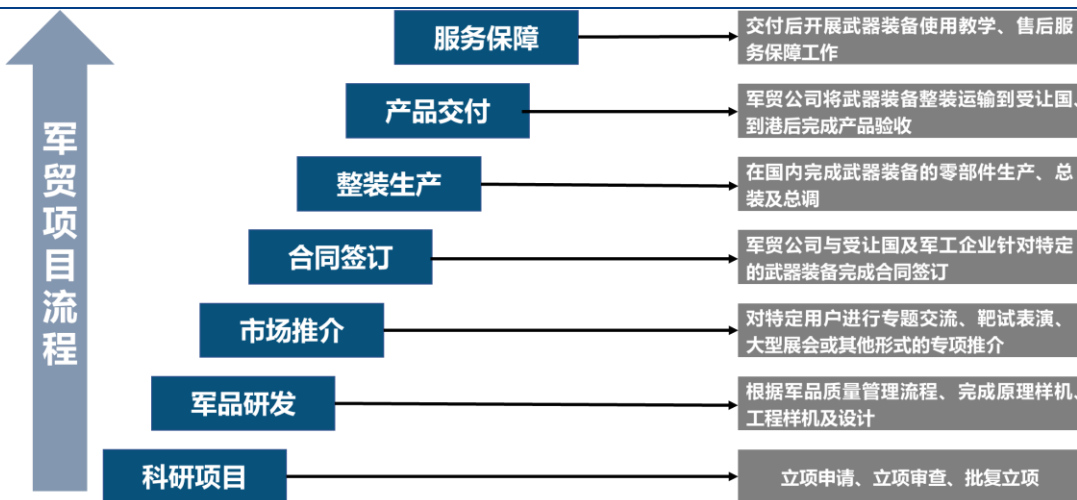 军贸项目流程
服务保障
交付后开展武器装备使用教学、售后服
务保障工作
产品交付
军贸公司将武器装备整装运输到受让国、
到港后完成产品验收
整装生产
在国内完成武器装备的零部件生产、总
装及总调
合同签订
军贸公司与受让国及军工企业针对特定
的武器装备完成合同签订
市场推介
对特定用户进行专题交流、靶试表演、
大型展会或其他形式的专项推介
军品研发
根据军品质量管理流程、完成原理样机、
工程样机及设计
科研项目
立项申请、立项审查、批复立项